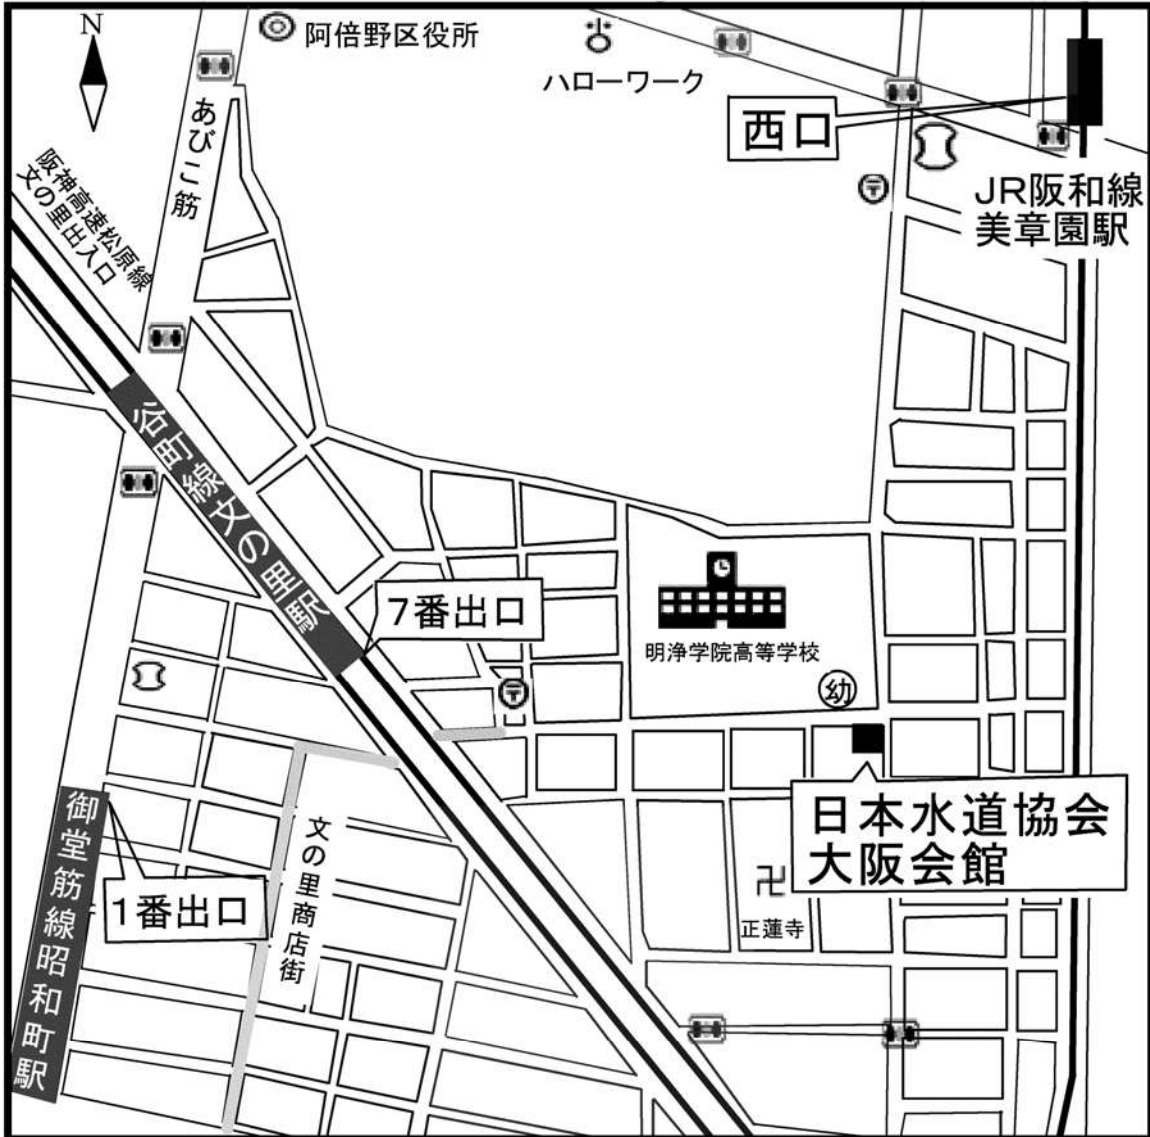 N
阿倍野区役所
ハローワーク
あびこ筋
西口
阪神高速松原線
文の里出入口
〒
JR阪和線
美章園駅
谷町線文の里駅
7番出口
明浄学院高等学校
幼
〒
日本水道協会
大阪会館
御堂筋線昭和町駅
1番出口
文の里商店街
卍
正蓮寺